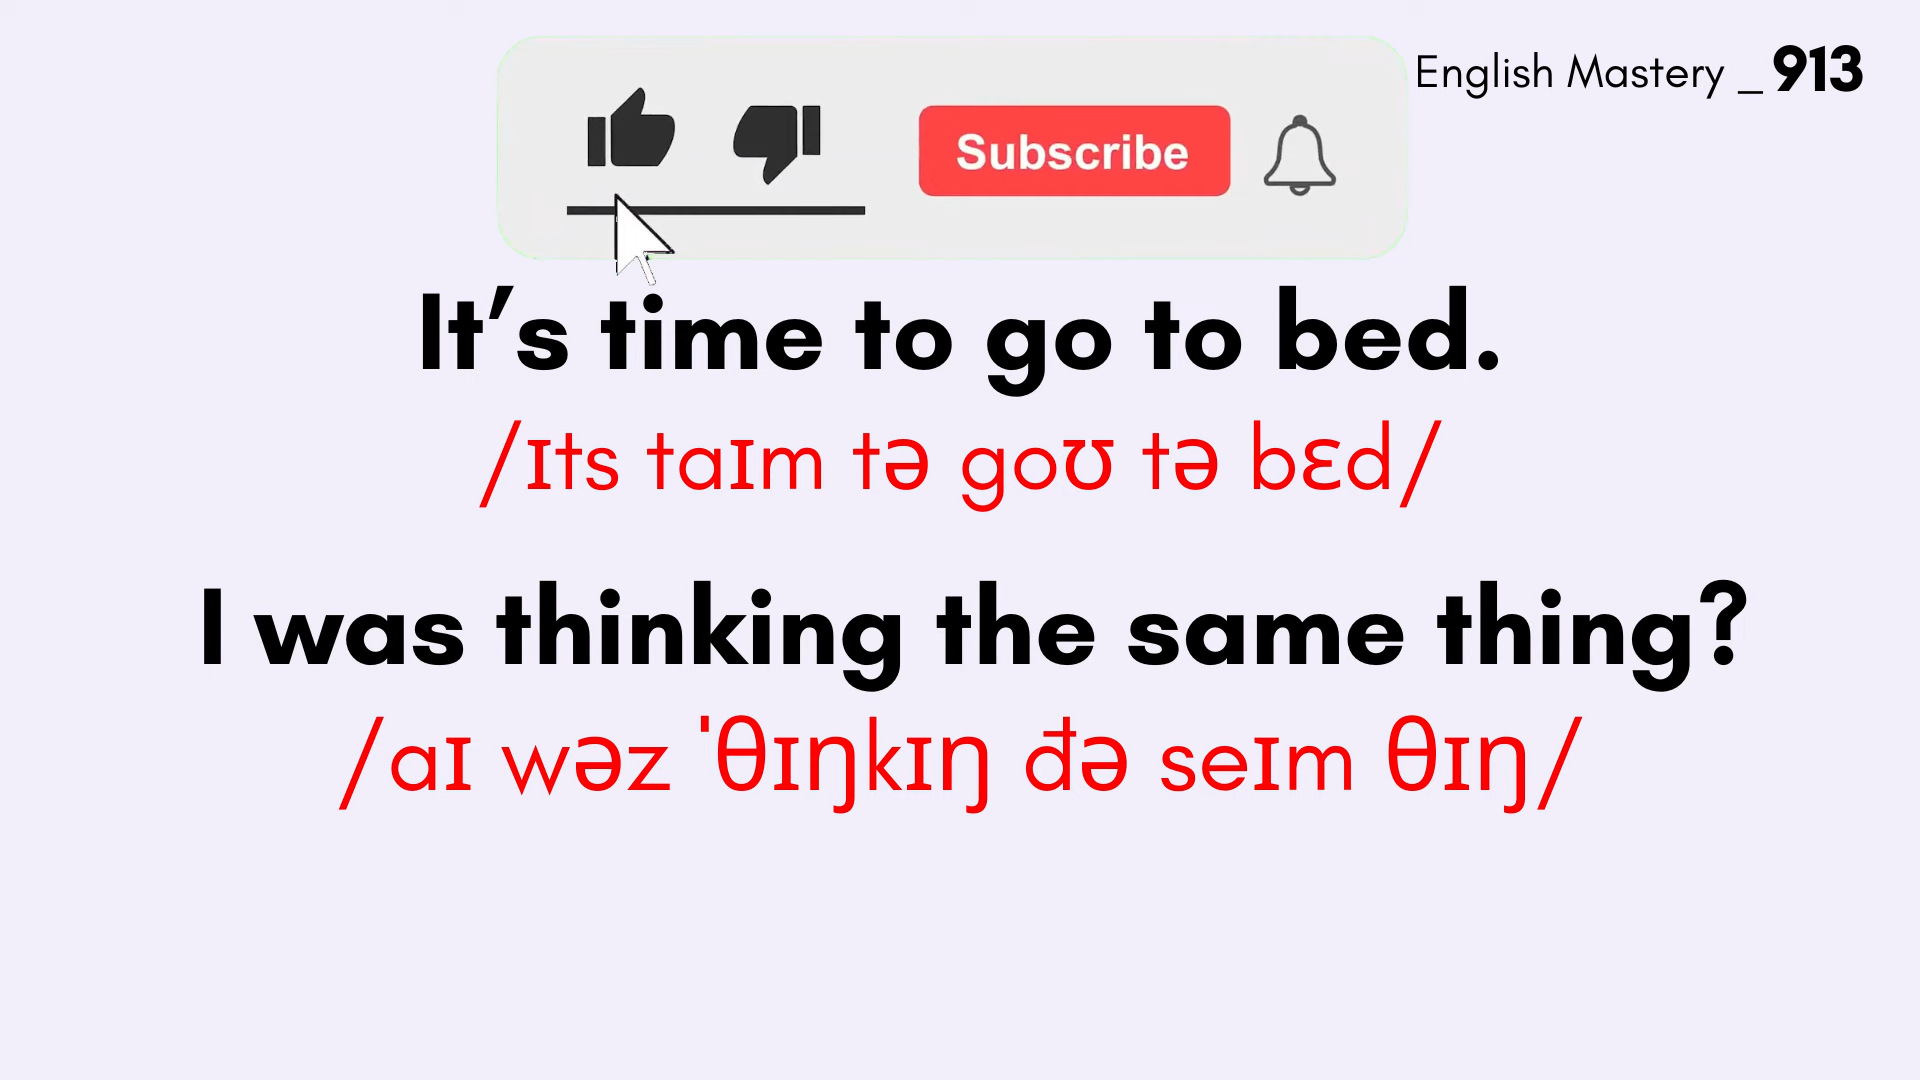 English Mastery _ 913
Subscribe
It’s time to go to bed.
/ɪts taɪm tə goʊ tə bɛd/
I was thinking the same thing?
/aɪ wəz ˈθɪŋkɪŋ đə seɪm θɪŋ/